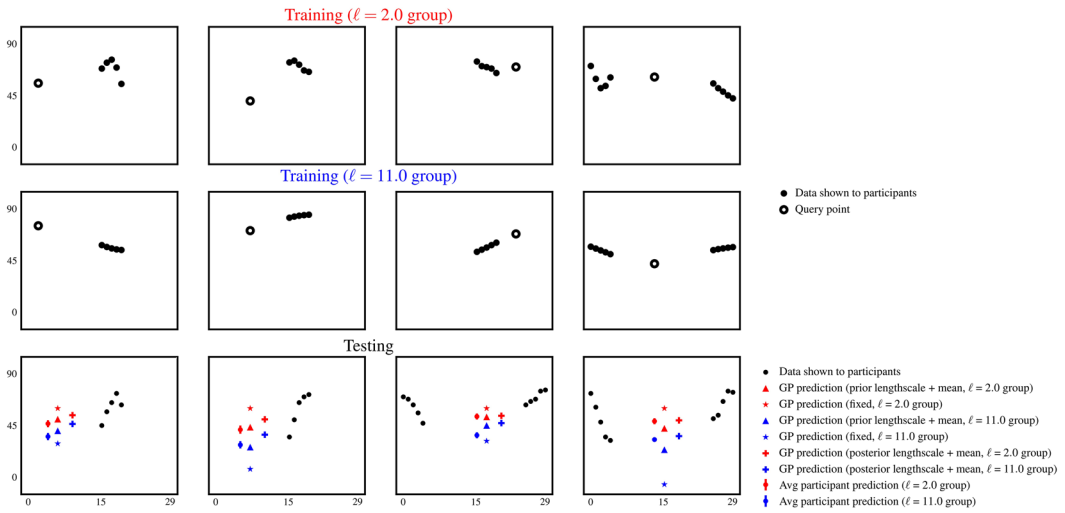 Training (ℓ = 2.0 group)
90
45
0
Training (ℓ = 11.0 group)
90
45
0
Data shown to participants
Query point
Testing
90
45
0
0 15 29
0 15 29
0 15 29
0 15 29
Data shown to participants
GP prediction (prior lengthscale + mean, ℓ = 2.0 group)
GP prediction (fixed, ℓ = 2.0 group)
GP prediction (prior lengthscale + mean, ℓ = 11.0 group)
GP prediction (fixed, ℓ = 11.0 group)
GP prediction (posterior lengthscale + mean, ℓ = 2.0 group)
GP prediction (posterior lengthscale + mean, ℓ = 11.0 group)
Avg participant prediction (ℓ = 2.0 group)
Avg participant prediction (ℓ = 11.0 group)